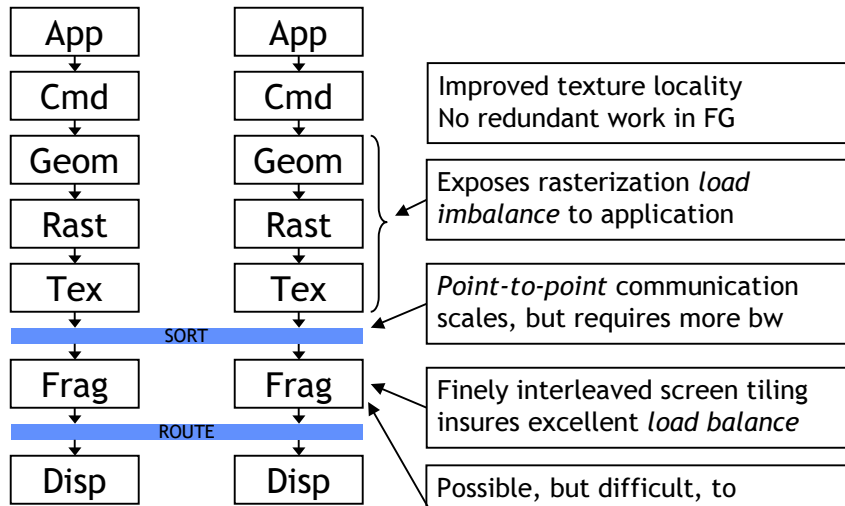 App App
Cmd Cmd
Geom Geom
Rast Rast
Tex Tex
SORT
Frag Frag
ROUTE
Disp Disp
Improved texture locality
No redundant work in FG
Exposes rasterization load
imbalance to application
Point-to-point communication
scales, but requires more bw
Finely interleaved screen tiling
insures excellent load balance
Possible, but difficult, to